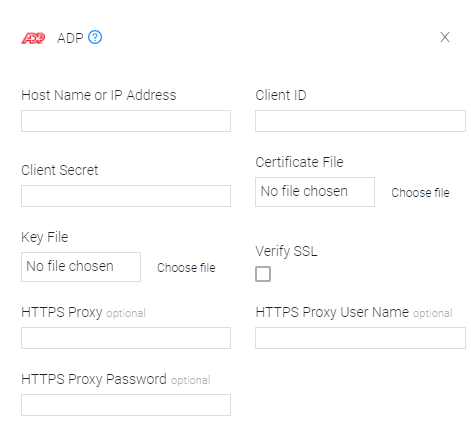 ADP ADP ?
X
Host Name or IP Address
Client ID
Client Secret
Certificate File
No file chosen Choose file
Key File
No file chosen Choose file
Verify SSL
HTTPS Proxy optional
HTTPS Proxy User Name optional
HTTPS Proxy Password optional